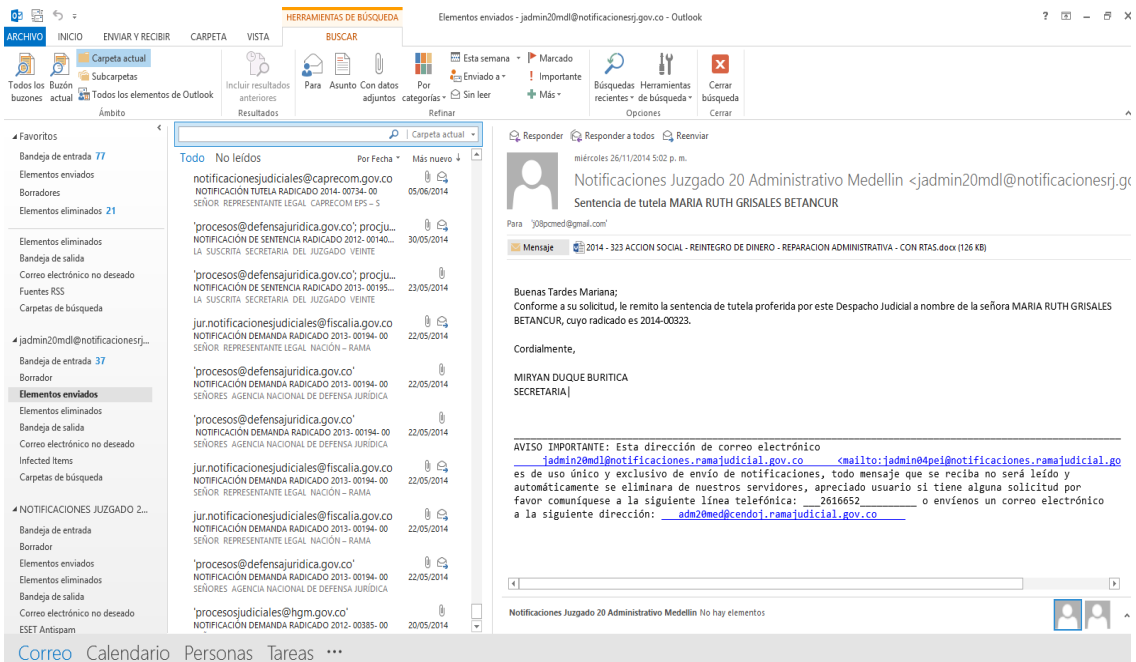 HERRAMIENTAS DE BÚSQUEDA
Elementos enviados - jadmin20mdl@notificacionesrj.gov.co - Outlook
ARCHIVO INICIO ENVIAR Y RECIBIR CARPETA VISTA BUSCAR
Todos los buzones
Buzón actual
Carpeta actual
Subcarpetas
Todos los elementos de Outlook
Ámbito
Incluir resultados anteriores
Resultados
Para
Asunto
Con datos adjuntos
Por categorías
Esta semana
Enviado a
Sin leer
Marcado
Importante
Más
Refinar
Búsquedas recientes
Herramientas de búsqueda
Opciones
Cerrar búsqueda
Cerrar
Favoritos
Bandeja de entrada 77
Elementos enviados
Borradores
Elementos eliminados 21
Elementos eliminados
Bandeja de salida
Correo electrónico no deseado
Fuentes RSS
Carpetas de búsqueda
jadmin20mdl@notificacionesrj...
Bandeja de entrada 37
Borrador
Elementos enviados
Elementos eliminados
Bandeja de salida
Correo electrónico no deseado
Infected Items
Carpetas de búsqueda
NOTIFICACIONES JUZGADO 2...
Bandeja de entrada
Borrador
Elementos enviados
Elementos eliminados
Bandeja de salida
Correo electrónico no deseado
ESET Antispam
Carpeta actual
Todo No leídos Por Fecha Más nuevo
notificacionesjudiciales@caprecom.gov.co
NOTIFICACIÓN TUTELA RADICADO 2014- 00734- 00 05/06/2014
SEÑOR REPRESENTANTE LEGAL CAPRECOM EPS – S
'procesos@defensajuridica.gov.co'; procju...
NOTIFICACIÓN DE SENTENCIA RADICADO 2012- 00140... 30/05/2014
LA SUSCRITA SECRETARIA DEL JUZGADO VEINTE
'procesos@defensajuridica.gov.co'; procju...
NOTIFICACIÓN DE SENTENCIA RADICADO 2013- 00195... 23/05/2014
LA SUSCRITA SECRETARIA DEL JUZGADO VEINTE
jur.notificacionesjudiciales@fiscalia.gov.co
NOTIFICACIÓN DEMANDA RADICADO 2013- 00194- 00 22/05/2014
SEÑOR REPRESENTANTE LEGAL NACIÓN – RAMA
'procesos@defensajuridica.gov.co'
NOTIFICACIÓN DEMANDA RADICADO 2013- 00194- 00 22/05/2014
SEÑORES AGENCIA NACIONAL DE DEFENSA JURÍDICA
'procesos@defensajuridica.gov.co'
NOTIFICACIÓN DEMANDA RADICADO 2013- 00194- 00 22/05/2014
SEÑORES AGENCIA NACIONAL DE DEFENSA JURÍDICA
jur.notificacionesjudiciales@fiscalia.gov.co
NOTIFICACIÓN DEMANDA RADICADO 2013- 00194- 00 22/05/2014
SEÑOR REPRESENTANTE LEGAL NACIÓN – RAMA
jur.notificacionesjudiciales@fiscalia.gov.co
NOTIFICACIÓN DEMANDA RADICADO 2013- 00194- 00 22/05/2014
SEÑOR REPRESENTANTE LEGAL NACIÓN – RAMA
'procesos@defensajuridica.gov.co'
NOTIFICACIÓN DEMANDA RADICADO 2013- 00194- 00 22/05/2014
SEÑORES AGENCIA NACIONAL DE DEFENSA JURÍDICA
'procesosjudiciales@hgm.gov.co'
NOTIFICACIÓN DEMANDA RADICADO 2012- 00385- 00 20/05/2014
Responder Responder a todos Reenviar
miércoles 26/11/2014 5:02 p. m.
Notificaciones Juzgado 20 Administrativo Medellin <jadmin20mdl@notificacionesrj.go
Sentencia de tutela MARIA RUTH GRISALES BETANCUR
Para 'j08pcmed@gmail.com'
Mensaje 2014 - 323 ACCION SOCIAL - REINTEGRO DE DINERO - REPARACION ADMINISTRATIVA - CON RTAS.docx (126 KB)
Buenas Tardes Mariana;
Conforme a su solicitud, le remito la sentencia de tutela proferida por este Despacho Judicial a nombre de la señora MARIA RUTH GRISALES
BETANCUR, cuyo radicado es 2014-00323.
Cordialmente,
MIRYAN DUQUE BURITICA
SECRETARIA
AVISO IMPORTANTE: Esta dirección de correo electrónico
jadmin20mdl@notificaciones.ramajudicial.gov.co <mailto:jadmin04pei@notificaciones.ramajudicial.go
es de uso único y exclusivo de envío de notificaciones, todo mensaje que se reciba no será leído y
automáticamente se eliminara de nuestros servidores, apreciado usuario si tiene alguna solicitud por
favor comuníquese a la siguiente línea telefónica: ___2616652__________ o envíenos un correo electrónico
a la siguiente dirección: adm20med@cendoj.ramajudicial.gov.co
Notificaciones Juzgado 20 Administrativo Medellin No hay elementos
Correo Calendario Personas Tareas ...